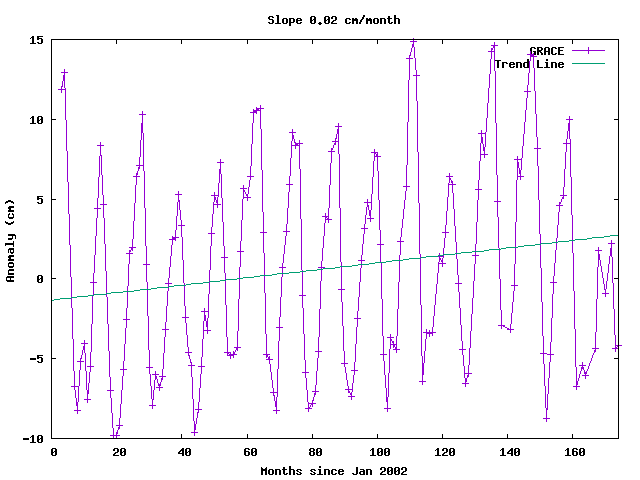 Slope 0.02 cm/month
GRACE
Trend Line
Anomaly (cm)
15
10
5
0
-5
-10
0 20 40 60 80 100 120 140 160
Months since Jan 2002